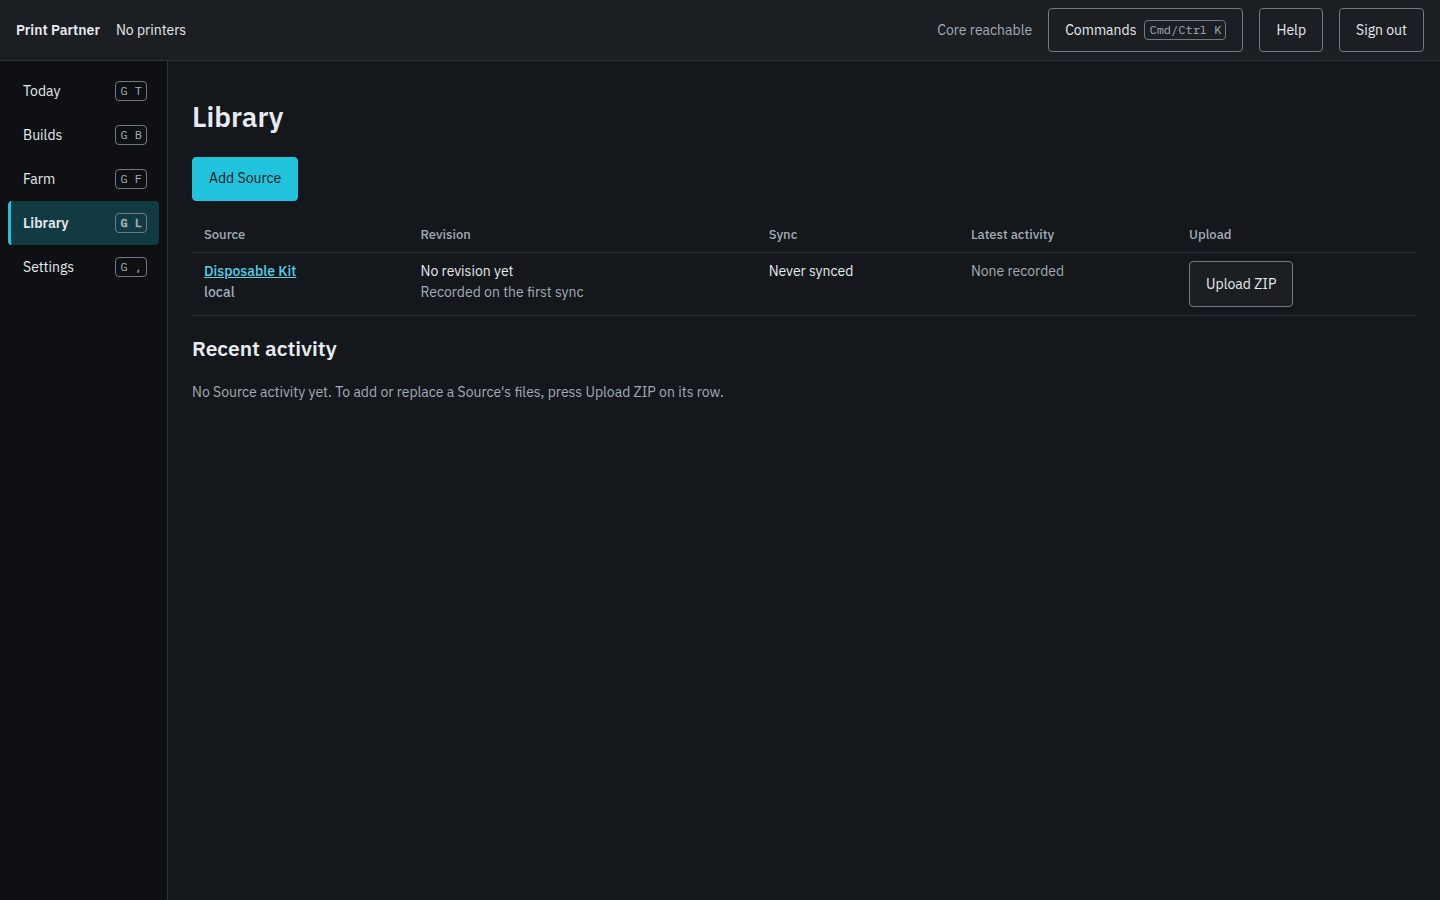 Print Partner No printers Core reachable Commands Cmd/Ctrl K Help Sign out
Today G T
Builds G B
Farm G F
Library G L
Settings G ,
Library
Add Source
Source Revision Sync Latest activity Upload
Disposable Kit No revision yet Never synced None recorded Upload ZIP
local Recorded on the first sync
Recent activity
No Source activity yet. To add or replace a Source's files, press Upload ZIP on its row.